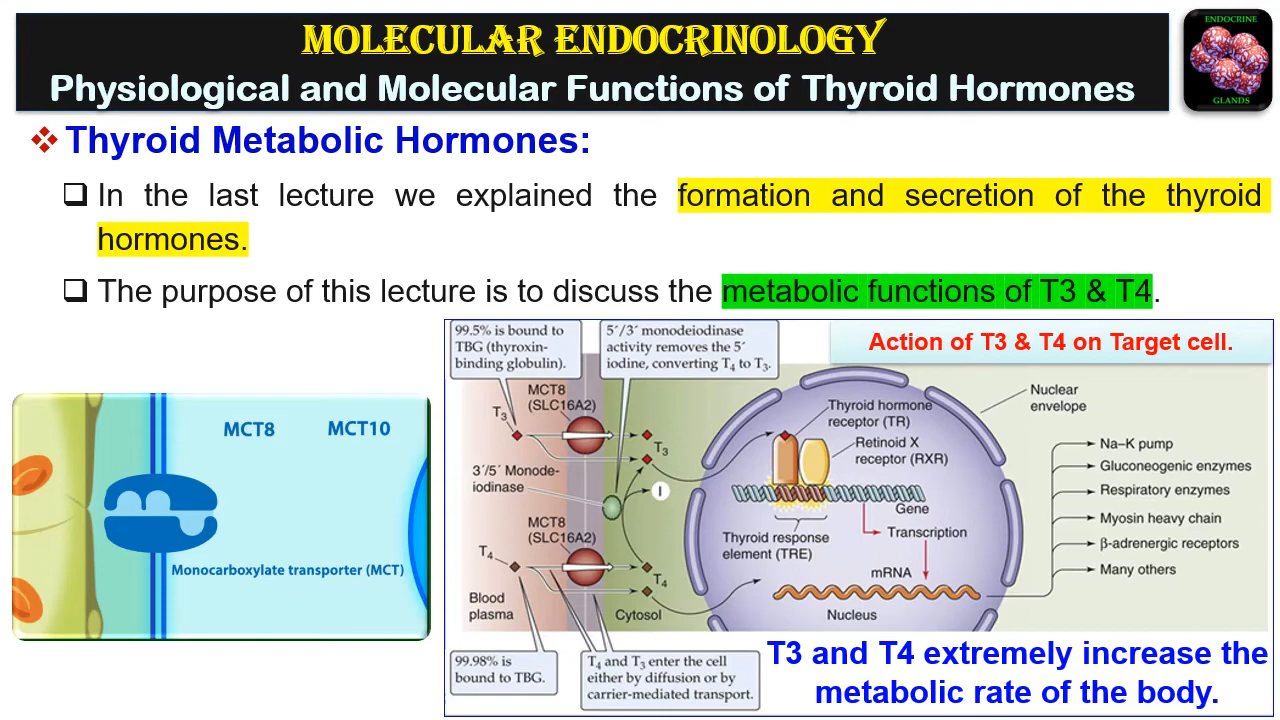 MOLECULAR ENDOCRINOLOGY
Physiological and Molecular Functions of Thyroid Hormones
ENDOCRINE
GLANDS
Thyroid Metabolic Hormones:
In the last lecture we explained the formation and secretion of the thyroid
hormones.
The purpose of this lecture is to discuss the metabolic functions of T3 & T4.
MCT8
MCT10
Monocarboxylate transporter (MCT)
99.5% is bound to
TBG (thyroxin-
binding globulin).
5´/3´ monodeiodinase
activity removes the 5´
iodine, converting T4 to T3.
Action of T3 & T4 on Target cell.
MCT8
(SLC16A2)
T3
T3
3´/5´ Monode-
iodinase
I
MCT8
(SLC16A2)
T4
T4
Blood
plasma
Cytosol
Nuclear
envelope
Thyroid hormone
receptor (TR)
Retinoid X
receptor (RXR)
Gene
Thyroid response
element (TRE)
Transcription
mRNA
Nucleus
Na–K pump
Gluconeogenic enzymes
Respiratory enzymes
Myosin heavy chain
β-adrenergic receptors
Many others
99.98% is
bound to TBG.
T4 and T3 enter the cell
either by diffusion or by
carrier-mediated transport.
T3 and T4 extremely increase the
metabolic rate of the body.